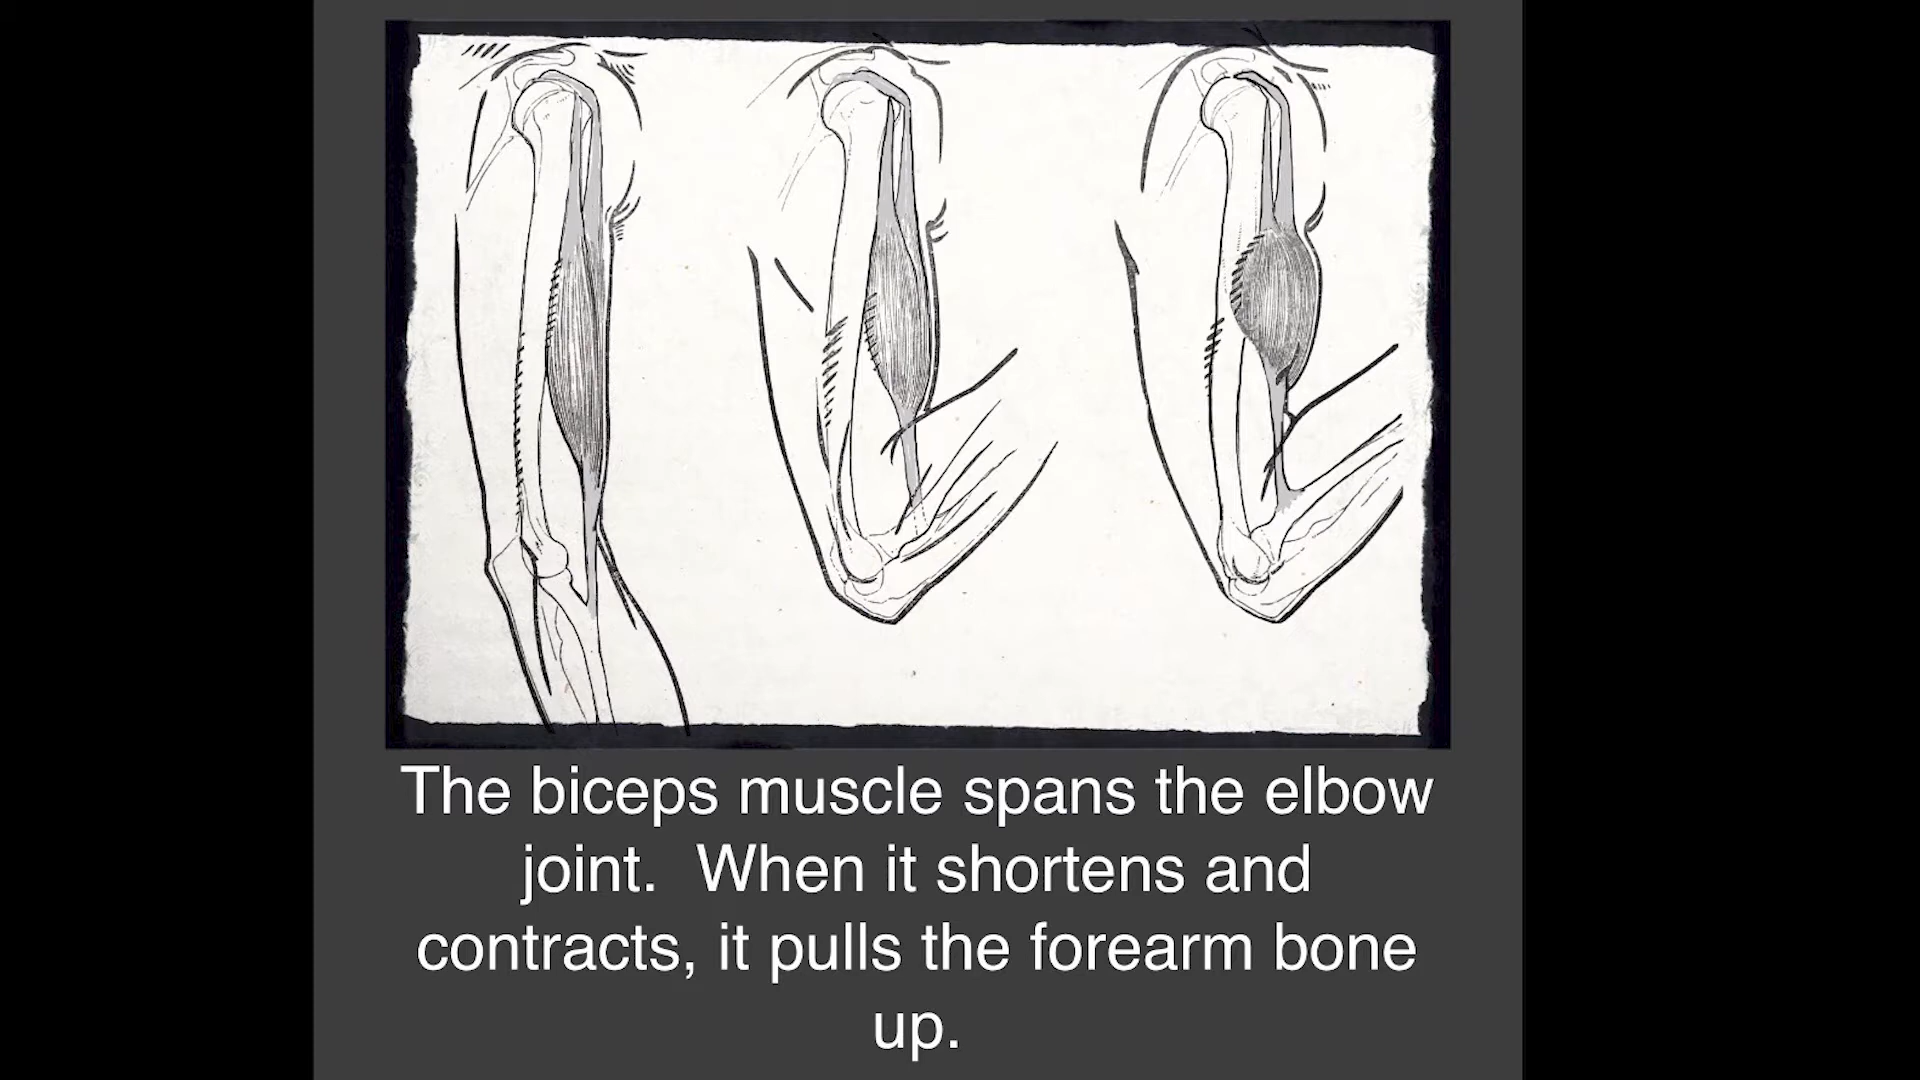 The biceps muscle spans the elbow
joint.  When it shortens and
contracts, it pulls the forearm bone
up.